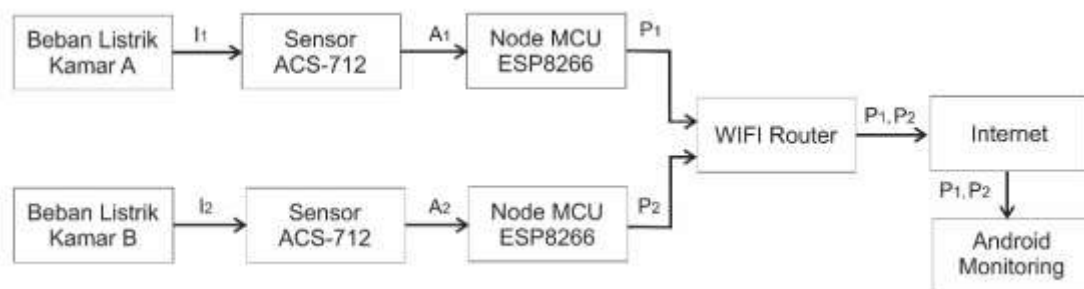 Beban Listrik
Kamar A
I1
Sensor
ACS-712
A1
Node MCU
ESP8266
P1
WIFI Router
P1, P2
Internet
P1, P2
Android
Monitoring
Beban Listrik
Kamar B
I2
Sensor
ACS-712
A2
Node MCU
ESP8266
P2